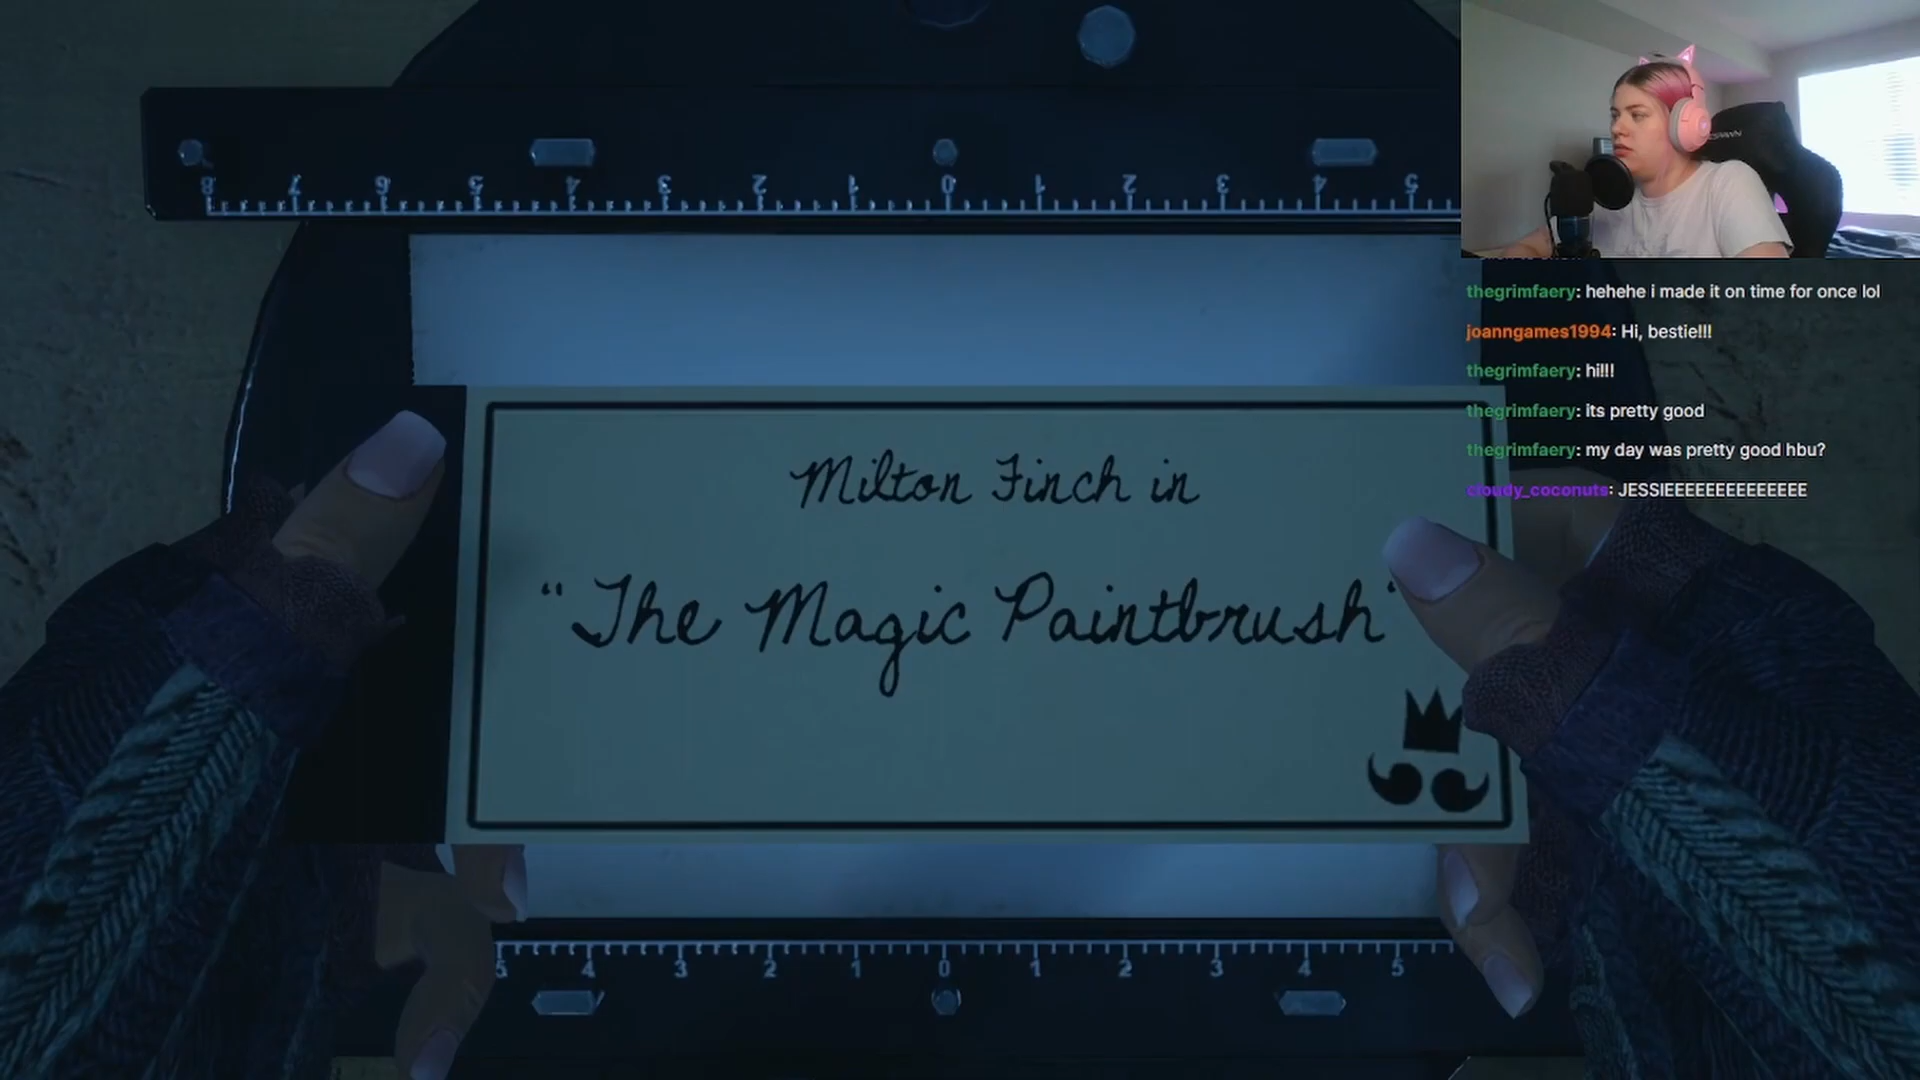 8 7 6 5 4 3 2 1 0 1 2 3 4 5
thegrimfaery: hehehe i made it on time for once lol
joanngames1994: Hi, bestie!!!
thegrimfaery: hi!!!
thegrimfaery: its pretty good
thegrimfaery: my day was pretty good hbu?
cloudy_coconuts: JESSIEEEEEEEEEEEEEE
Milton Finch in
"The Magic Paintbrush"
5 4 3 2 1 0 1 2 3 4 5